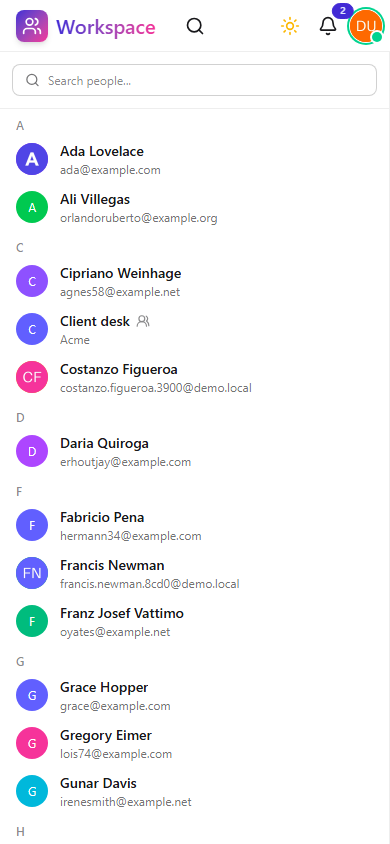 Workspace
2
DU
Search people...
A
A
Ada Lovelace
ada@example.com
A
Ali Villegas
orlandoruberto@example.org
C
C
Cipriano Weinhage
agnes58@example.net
C
Client desk
Acme
CF
Costanzo Figueroa
costanzo.figueroa.3900@demo.local
D
D
Daria Quiroga
erhoutjay@example.com
F
F
Fabricio Pena
hermann34@example.com
FN
Francis Newman
francis.newman.8cd0@demo.local
F
Franz Josef Vattimo
oyates@example.net
G
G
Grace Hopper
grace@example.com
G
Gregory Eimer
lois74@example.com
G
Gunar Davis
irenesmith@example.net
H